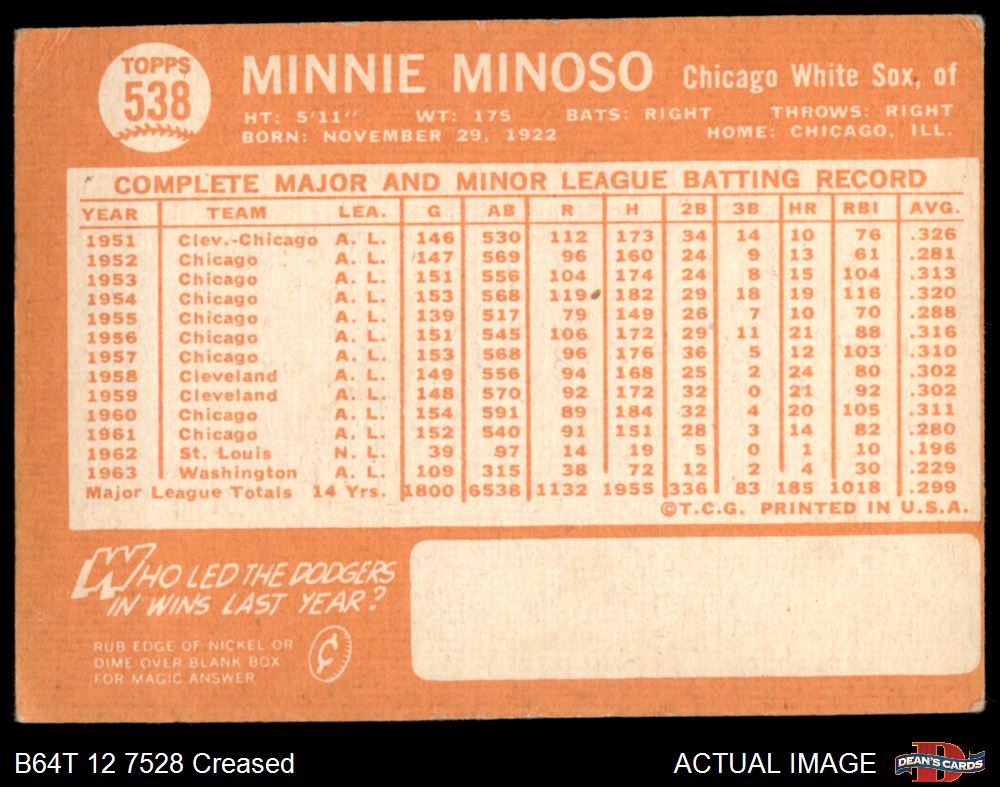 TOPPS
538
MINNIE MINOSO Chicago White Sox, of
HT: 5'11" WT: 175 BATS: RIGHT THROWS: RIGHT
BORN: NOVEMBER 29, 1922 HOME: CHICAGO, ILL.
COMPLETE MAJOR AND MINOR LEAGUE BATTING RECORD
YEAR TEAM LEA. G AB R H 2B 3B HR RBI AVG.
1951 Clev.-Chicago A. L. 146 530 112 173 34 14 10 76 .326
1952 Chicago A. L. 147 569 96 160 24 9 13 61 .281
1953 Chicago A. L. 151 556 104 174 24 8 15 104 .313
1954 Chicago A. L. 153 568 119 182 29 18 19 116 .320
1955 Chicago A. L. 139 517 79 149 26 7 10 70 .288
1956 Chicago A. L. 151 545 106 172 29 11 21 88 .316
1957 Chicago A. L. 153 568 96 176 36 5 12 103 .310
1958 Cleveland A. L. 149 556 94 168 25 2 24 80 .302
1959 Cleveland A. L. 148 570 92 172 32 0 21 92 .302
1960 Chicago A. L. 154 591 89 184 32 4 20 105 .311
1961 Chicago A. L. 152 540 91 151 28 3 14 82 .280
1962 St. Louis N. L. 39 97 14 19 5 0 1 10 .196
1963 Washington A. L. 109 315 38 72 12 2 4 30 .229
Major League Totals 14 Yrs. 1800 6538 1132 1955 336 83 185 1018 .299
©T.C.G. PRINTED IN U.S.A.
WHO LED THE DODGERS
IN WINS LAST YEAR?
RUB EDGE OF NICKEL OR
DIME OVER BLANK BOX
FOR MAGIC ANSWER
¢
B64T 12 7528 Creased
ACTUAL IMAGE
DEAN'S CARDS